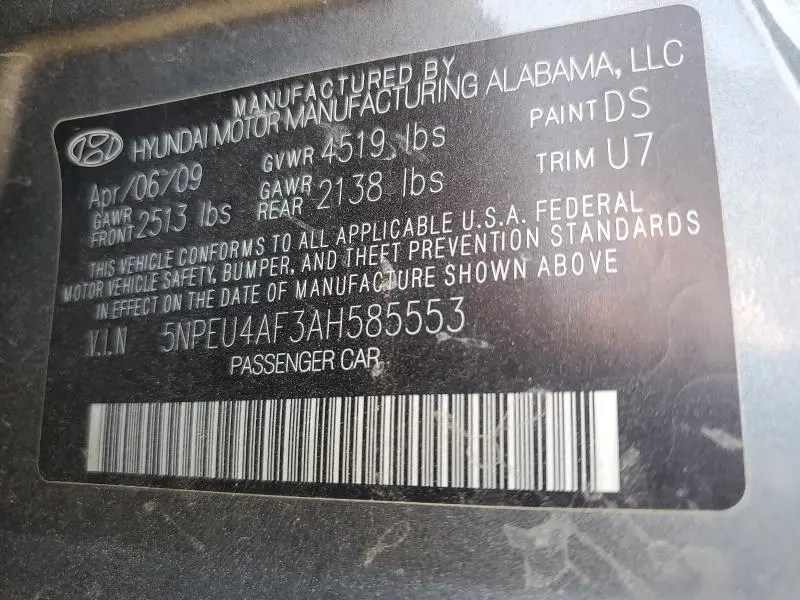 MANUFACTURED BY
HYUNDAI MOTOR MANUFACTURING ALABAMA, LLC
Apr/06/09 GVWR 4519 lbs PAINT DS
GAWR FRONT 2513 lbs GAWR REAR 2138 lbs TRIM U7
THIS VEHICLE CONFORMS TO ALL APPLICABLE U.S.A. FEDERAL
MOTOR VEHICLE SAFETY, BUMPER, AND THEFT PREVENTION STANDARDS
IN EFFECT ON THE DATE OF MANUFACTURE SHOWN ABOVE
V.I.N 5NPEU4AF3AH585553
PASSENGER CAR